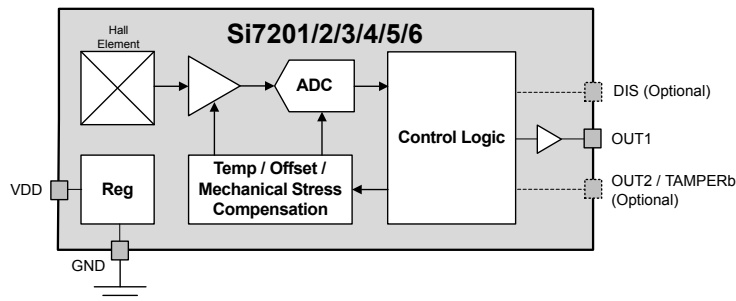 Si7201/2/3/4/5/6
Hall
Element
ADC
Control Logic
DIS (Optional)
OUT1
OUT2 / TAMPERb
(Optional)
Temp / Offset /
Mechanical Stress
Compensation
VDD
Reg
GND